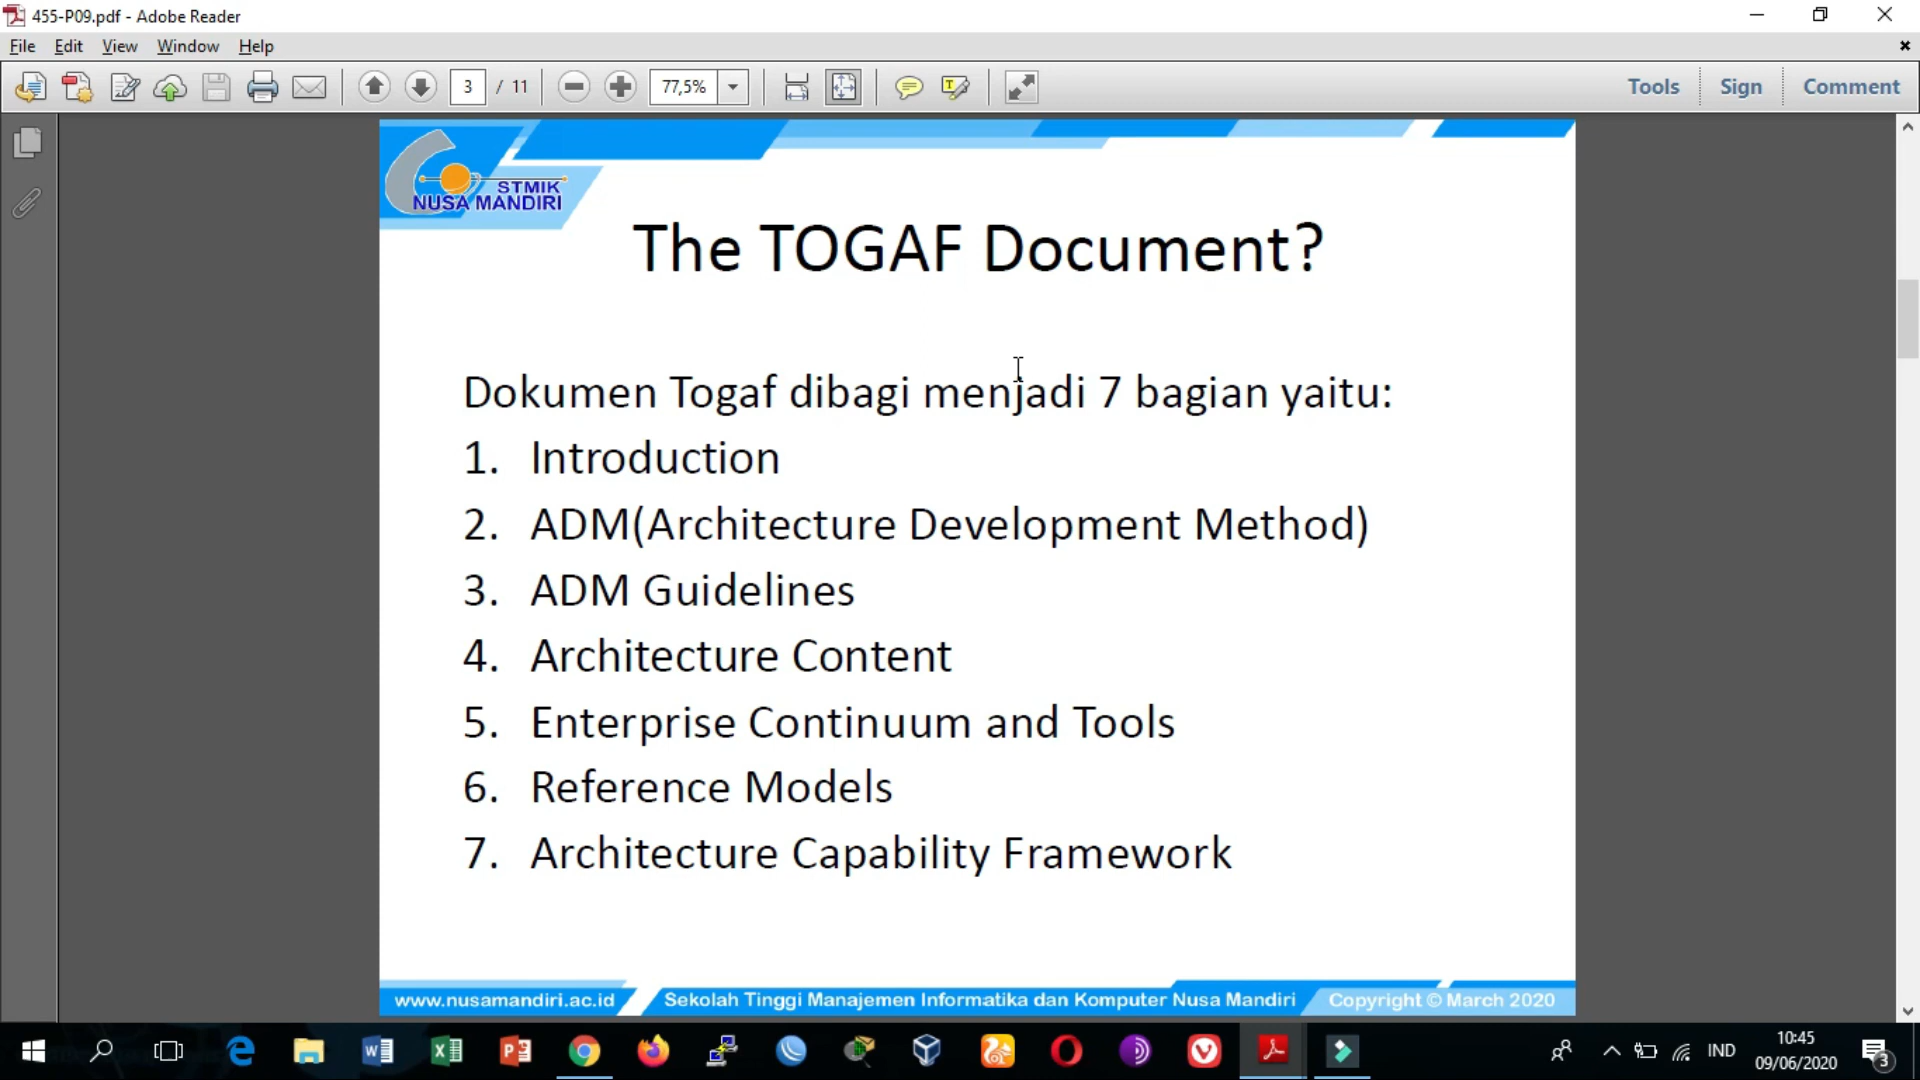 455-P09.pdf - Adobe Reader
File Edit View Window Help
3 / 11 77,5% Tools Sign Comment
STMIK
NUSA MANDIRI
The TOGAF Document?
Dokumen Togaf dibagi menjadi 7 bagian yaitu:
1. Introduction
2. ADM(Architecture Development Method)
3. ADM Guidelines
4. Architecture Content
5. Enterprise Continuum and Tools
6. Reference Models
7. Architecture Capability Framework
www.nusamandiri.ac.id Sekolah Tinggi Manajemen Informatika dan Komputer Nusa Mandiri Copyright © March 2020
IND 10:45
09/06/2020 3